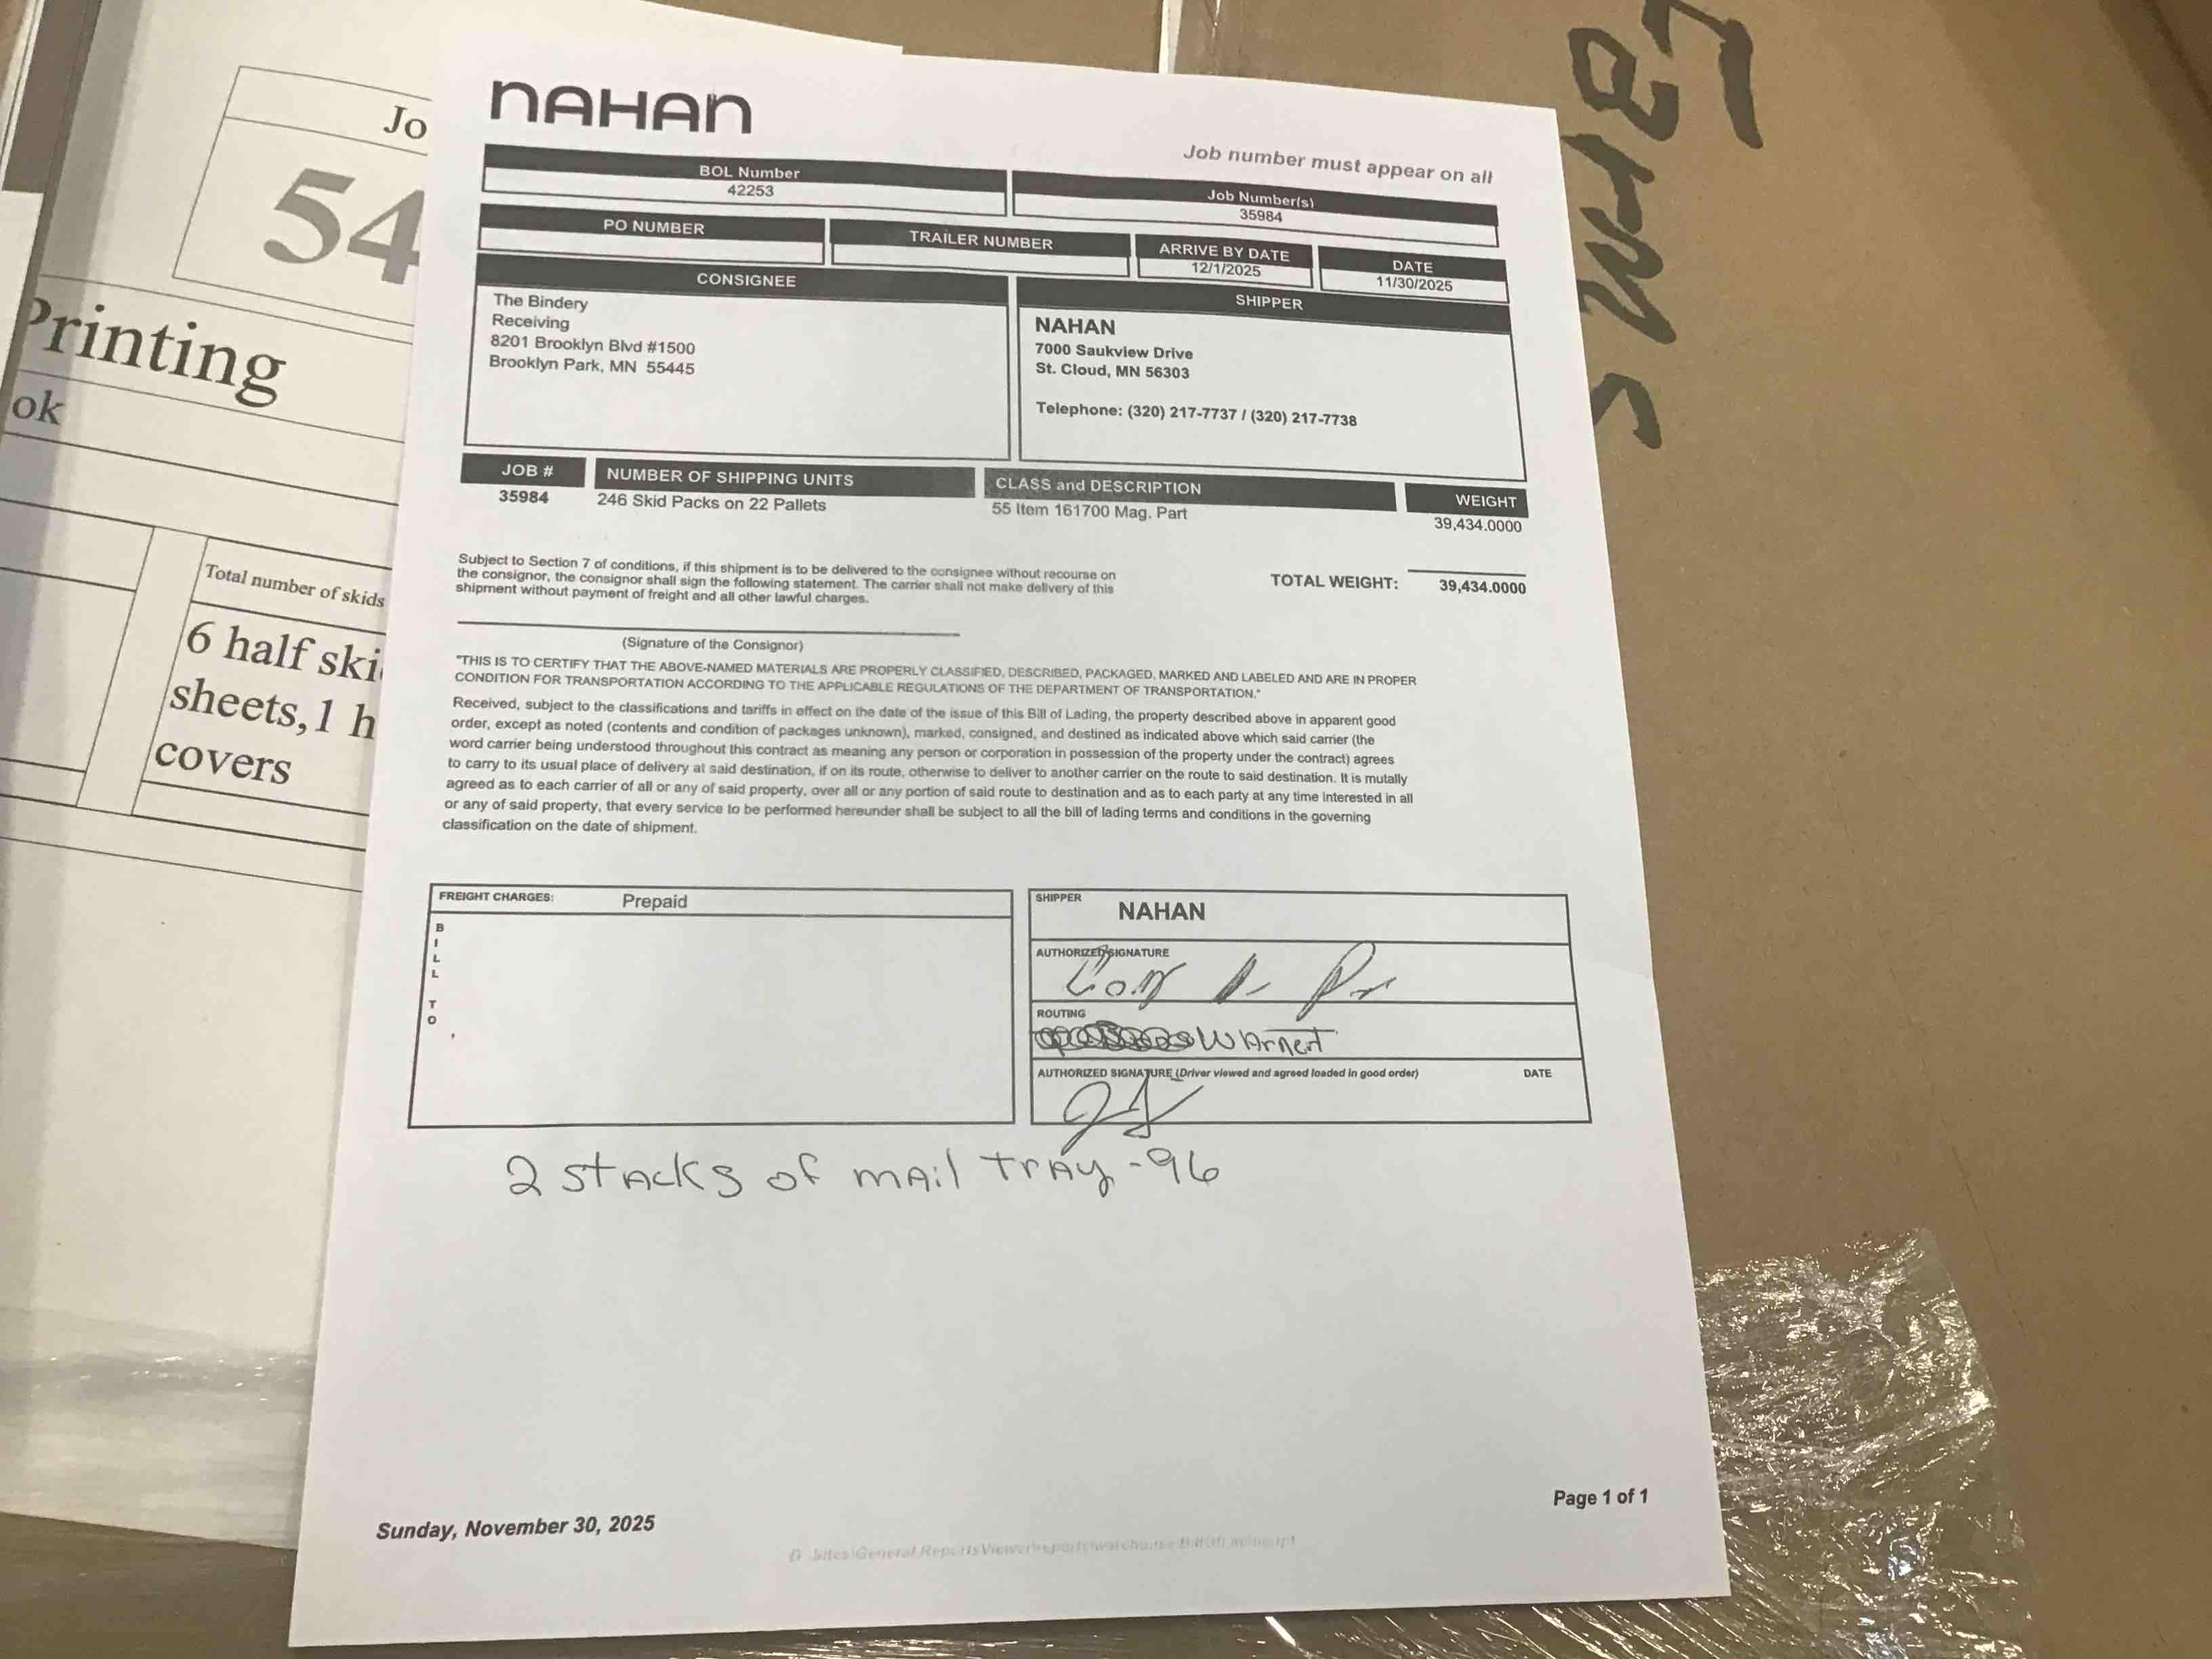 NAHAN
Job number must appear on all
BOL Number
42253
Job Number(s)
35984
PO NUMBER
TRAILER NUMBER
ARRIVE BY DATE
12/1/2025
DATE
11/30/2025
CONSIGNEE
The Bindery
Receiving
8201 Brooklyn Blvd #1500
Brooklyn Park, MN 55445
SHIPPER
NAHAN
7000 Saukview Drive
St. Cloud, MN 56303
Telephone: (320) 217-7737 / (320) 217-7738
JOB # NUMBER OF SHIPPING UNITS CLASS and DESCRIPTION WEIGHT
35984 246 Skid Packs on 22 Pallets 55 Item 161700 Mag. Part 39,434.0000
Subject to Section 7 of conditions, if this shipment is to be delivered to the consignee without recourse on
the consignor, the consignor shall sign the following statement. The carrier shall not make delivery of this
shipment without payment of freight and all other lawful charges.
TOTAL WEIGHT: 39,434.0000
(Signature of the Consignor)
"THIS IS TO CERTIFY THAT THE ABOVE-NAMED MATERIALS ARE PROPERLY CLASSIFIED, DESCRIBED, PACKAGED, MARKED AND LABELED AND ARE IN PROPER
CONDITION FOR TRANSPORTATION ACCORDING TO THE APPLICABLE REGULATIONS OF THE DEPARTMENT OF TRANSPORTATION."
Received, subject to the classifications and tariffs in effect on the date of the issue of this Bill of Lading, the property described above in apparent good
order, except as noted (contents and condition of packages unknown), marked, consigned, and destined as indicated above which said carrier (the
word carrier being understood throughout this contract as meaning any person or corporation in possession of the property under the contract) agrees
to carry to its usual place of delivery at said destination, if on its route, otherwise to deliver to another carrier on the route to said destination. It is mutally
agreed as to each carrier of all or any of said property, over all or any portion of said route to destination and as to each party at any time interested in all
or any of said property, that every service to be performed hereunder shall be subject to all the bill of lading terms and conditions in the governing
classification on the date of shipment.
FREIGHT CHARGES: Prepaid
BILL TO
SHIPPER
NAHAN
AUTHORIZED SIGNATURE
ROUTING
WArnert
AUTHORIZED SIGNATURE (Driver viewed and agreed loaded in good order) DATE
2 stacks of mail tray -96
Sunday, November 30, 2025
Page 1 of 1
Jo
54
Printing
ok
Total number of skids
6 half ski
sheets,1 h
covers